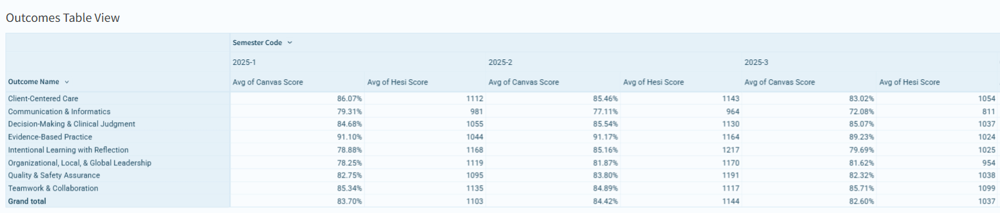 Outcomes Table View
Semester Code
2025-1 2025-2 2025-3
Outcome Name Avg of Canvas Score Avg of Hesi Score Avg of Canvas Score Avg of Hesi Score Avg of Canvas Score Avg of Hesi Score
Client-Centered Care 86.07% 1112 85.46% 1143 83.02% 1054
Communication & Informatics 79.31% 981 77.11% 964 72.08% 811
Decision-Making & Clinical Judgment 84.68% 1055 85.54% 1130 85.07% 1037
Evidence-Based Practice 91.10% 1044 91.17% 1164 89.23% 1024
Intentional Learning with Reflection 78.88% 1168 85.16% 1217 79.69% 1025
Organizational, Local, & Global Leadership 78.25% 1119 81.87% 1170 81.62% 954
Quality & Safety Assurance 82.75% 1095 83.80% 1191 82.32% 1038
Teamwork & Collaboration 85.34% 1135 84.89% 1117 85.71% 1099
Grand total 83.70% 1103 84.42% 1144 82.60% 1037